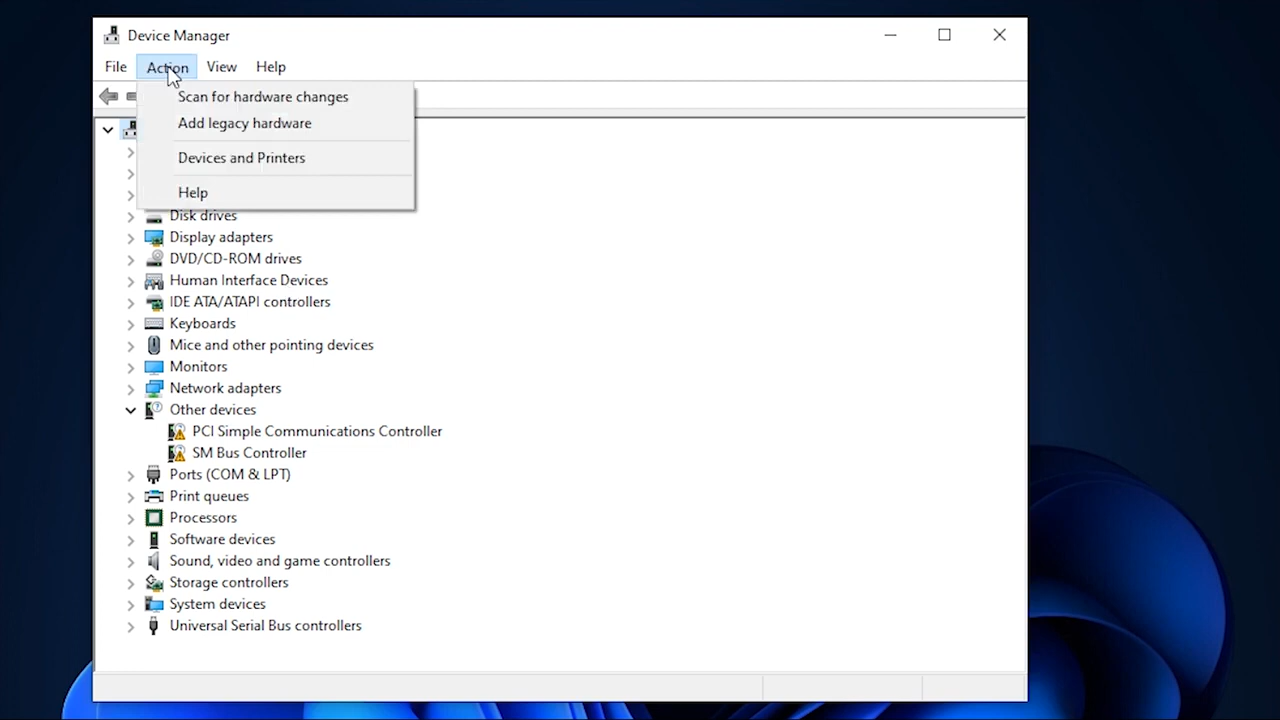 Device Manager
File Action View Help
Scan for hardware changes
Add legacy hardware
Devices and Printers
Help
Disk drives
Display adapters
DVD/CD-ROM drives
Human Interface Devices
IDE ATA/ATAPI controllers
Keyboards
Mice and other pointing devices
Monitors
Network adapters
Other devices
PCI Simple Communications Controller
SM Bus Controller
Ports (COM & LPT)
Print queues
Processors
Software devices
Sound, video and game controllers
Storage controllers
System devices
Universal Serial Bus controllers